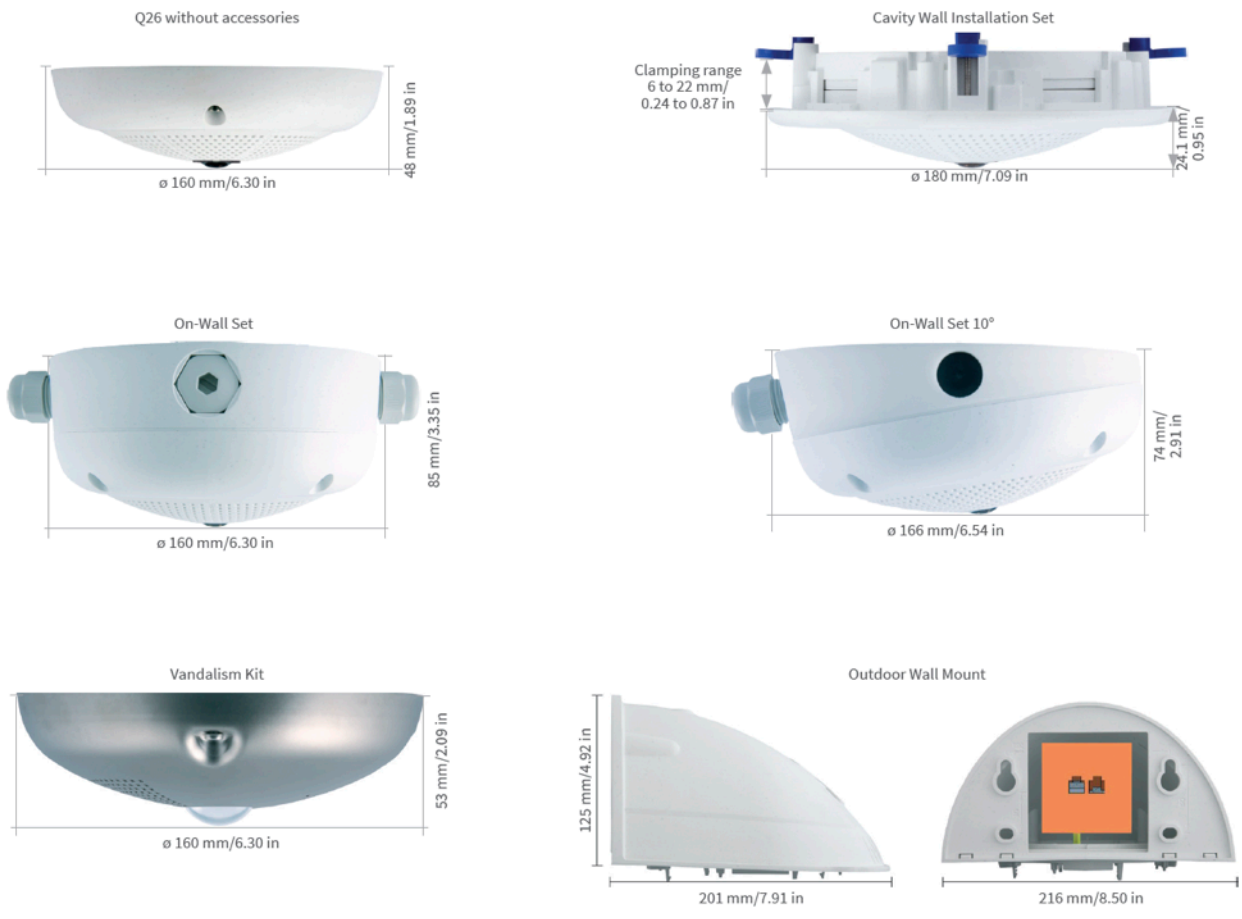 Q26 without accessories
48 mm/1.89 in
ø 160 mm/6.30 in
Cavity Wall Installation Set
Clamping range
6 to 22 mm/
0.24 to 0.87 in
24.1 mm/
0.95 in
ø 180 mm/7.09 in
On-Wall Set
85 mm/3.35 in
ø 160 mm/6.30 in
On-Wall Set 10°
74 mm/
2.91 in
ø 166 mm/6.54 in
Vandalism Kit
53 mm/2.09 in
ø 160 mm/6.30 in
Outdoor Wall Mount
125 mm/4.92 in
201 mm/7.91 in
216 mm/8.50 in